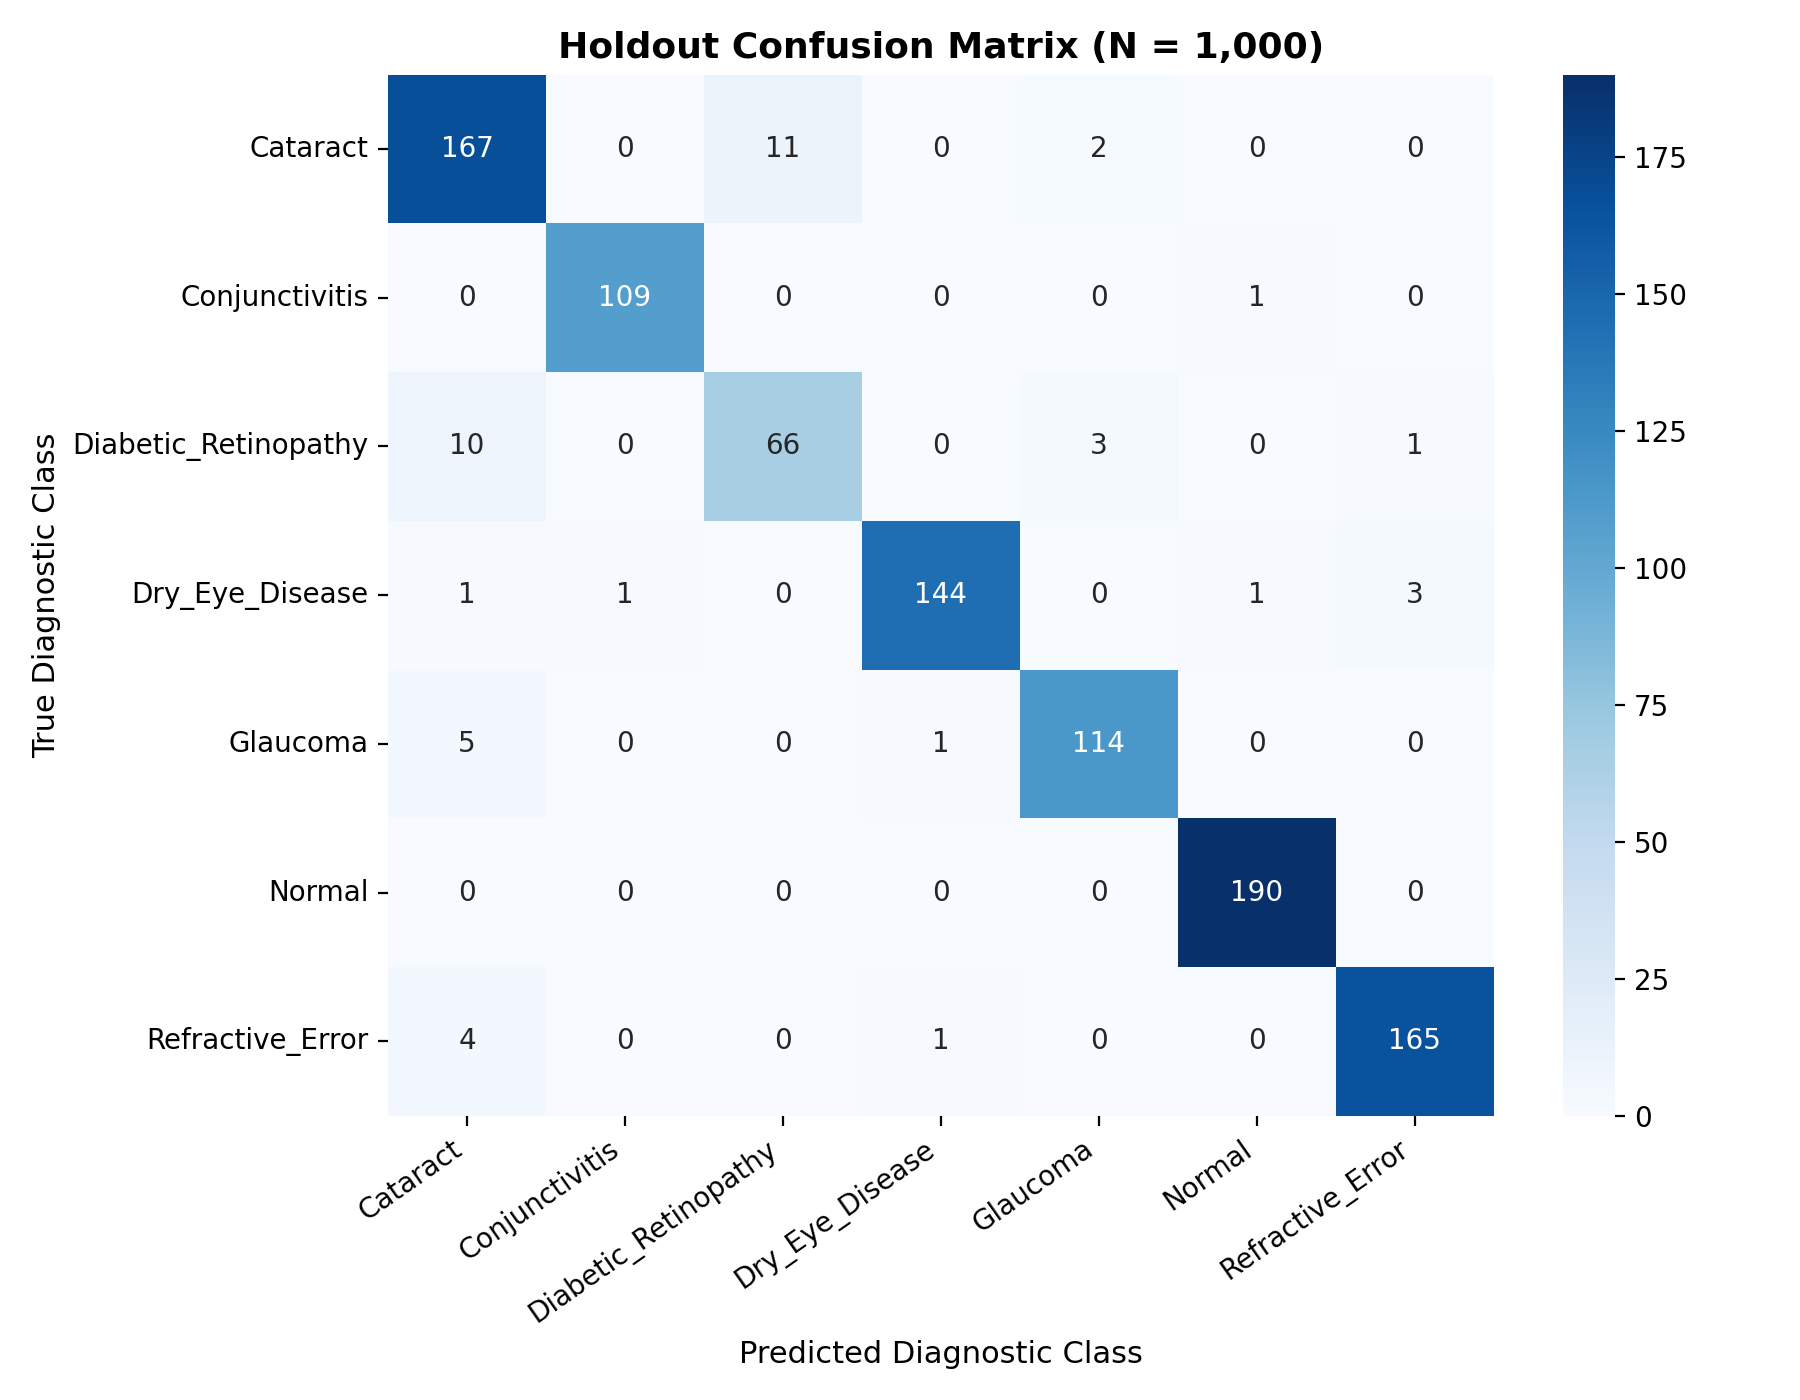 Holdout Confusion Matrix (N = 1,000)
True Diagnostic Class
Cataract 167 0 11 0 2 0 0
Conjunctivitis 0 109 0 0 0 1 0
Diabetic_Retinopathy 10 0 66 0 3 0 1
Dry_Eye_Disease 1 1 0 144 0 1 3
Glaucoma 5 0 0 1 114 0 0
Normal 0 0 0 0 0 190 0
Refractive_Error 4 0 0 1 0 0 165
Cataract Conjunctivitis Diabetic_Retinopathy Dry_Eye_Disease Glaucoma Normal Refractive_Error
Predicted Diagnostic Class
175
150
125
100
75
50
25
0